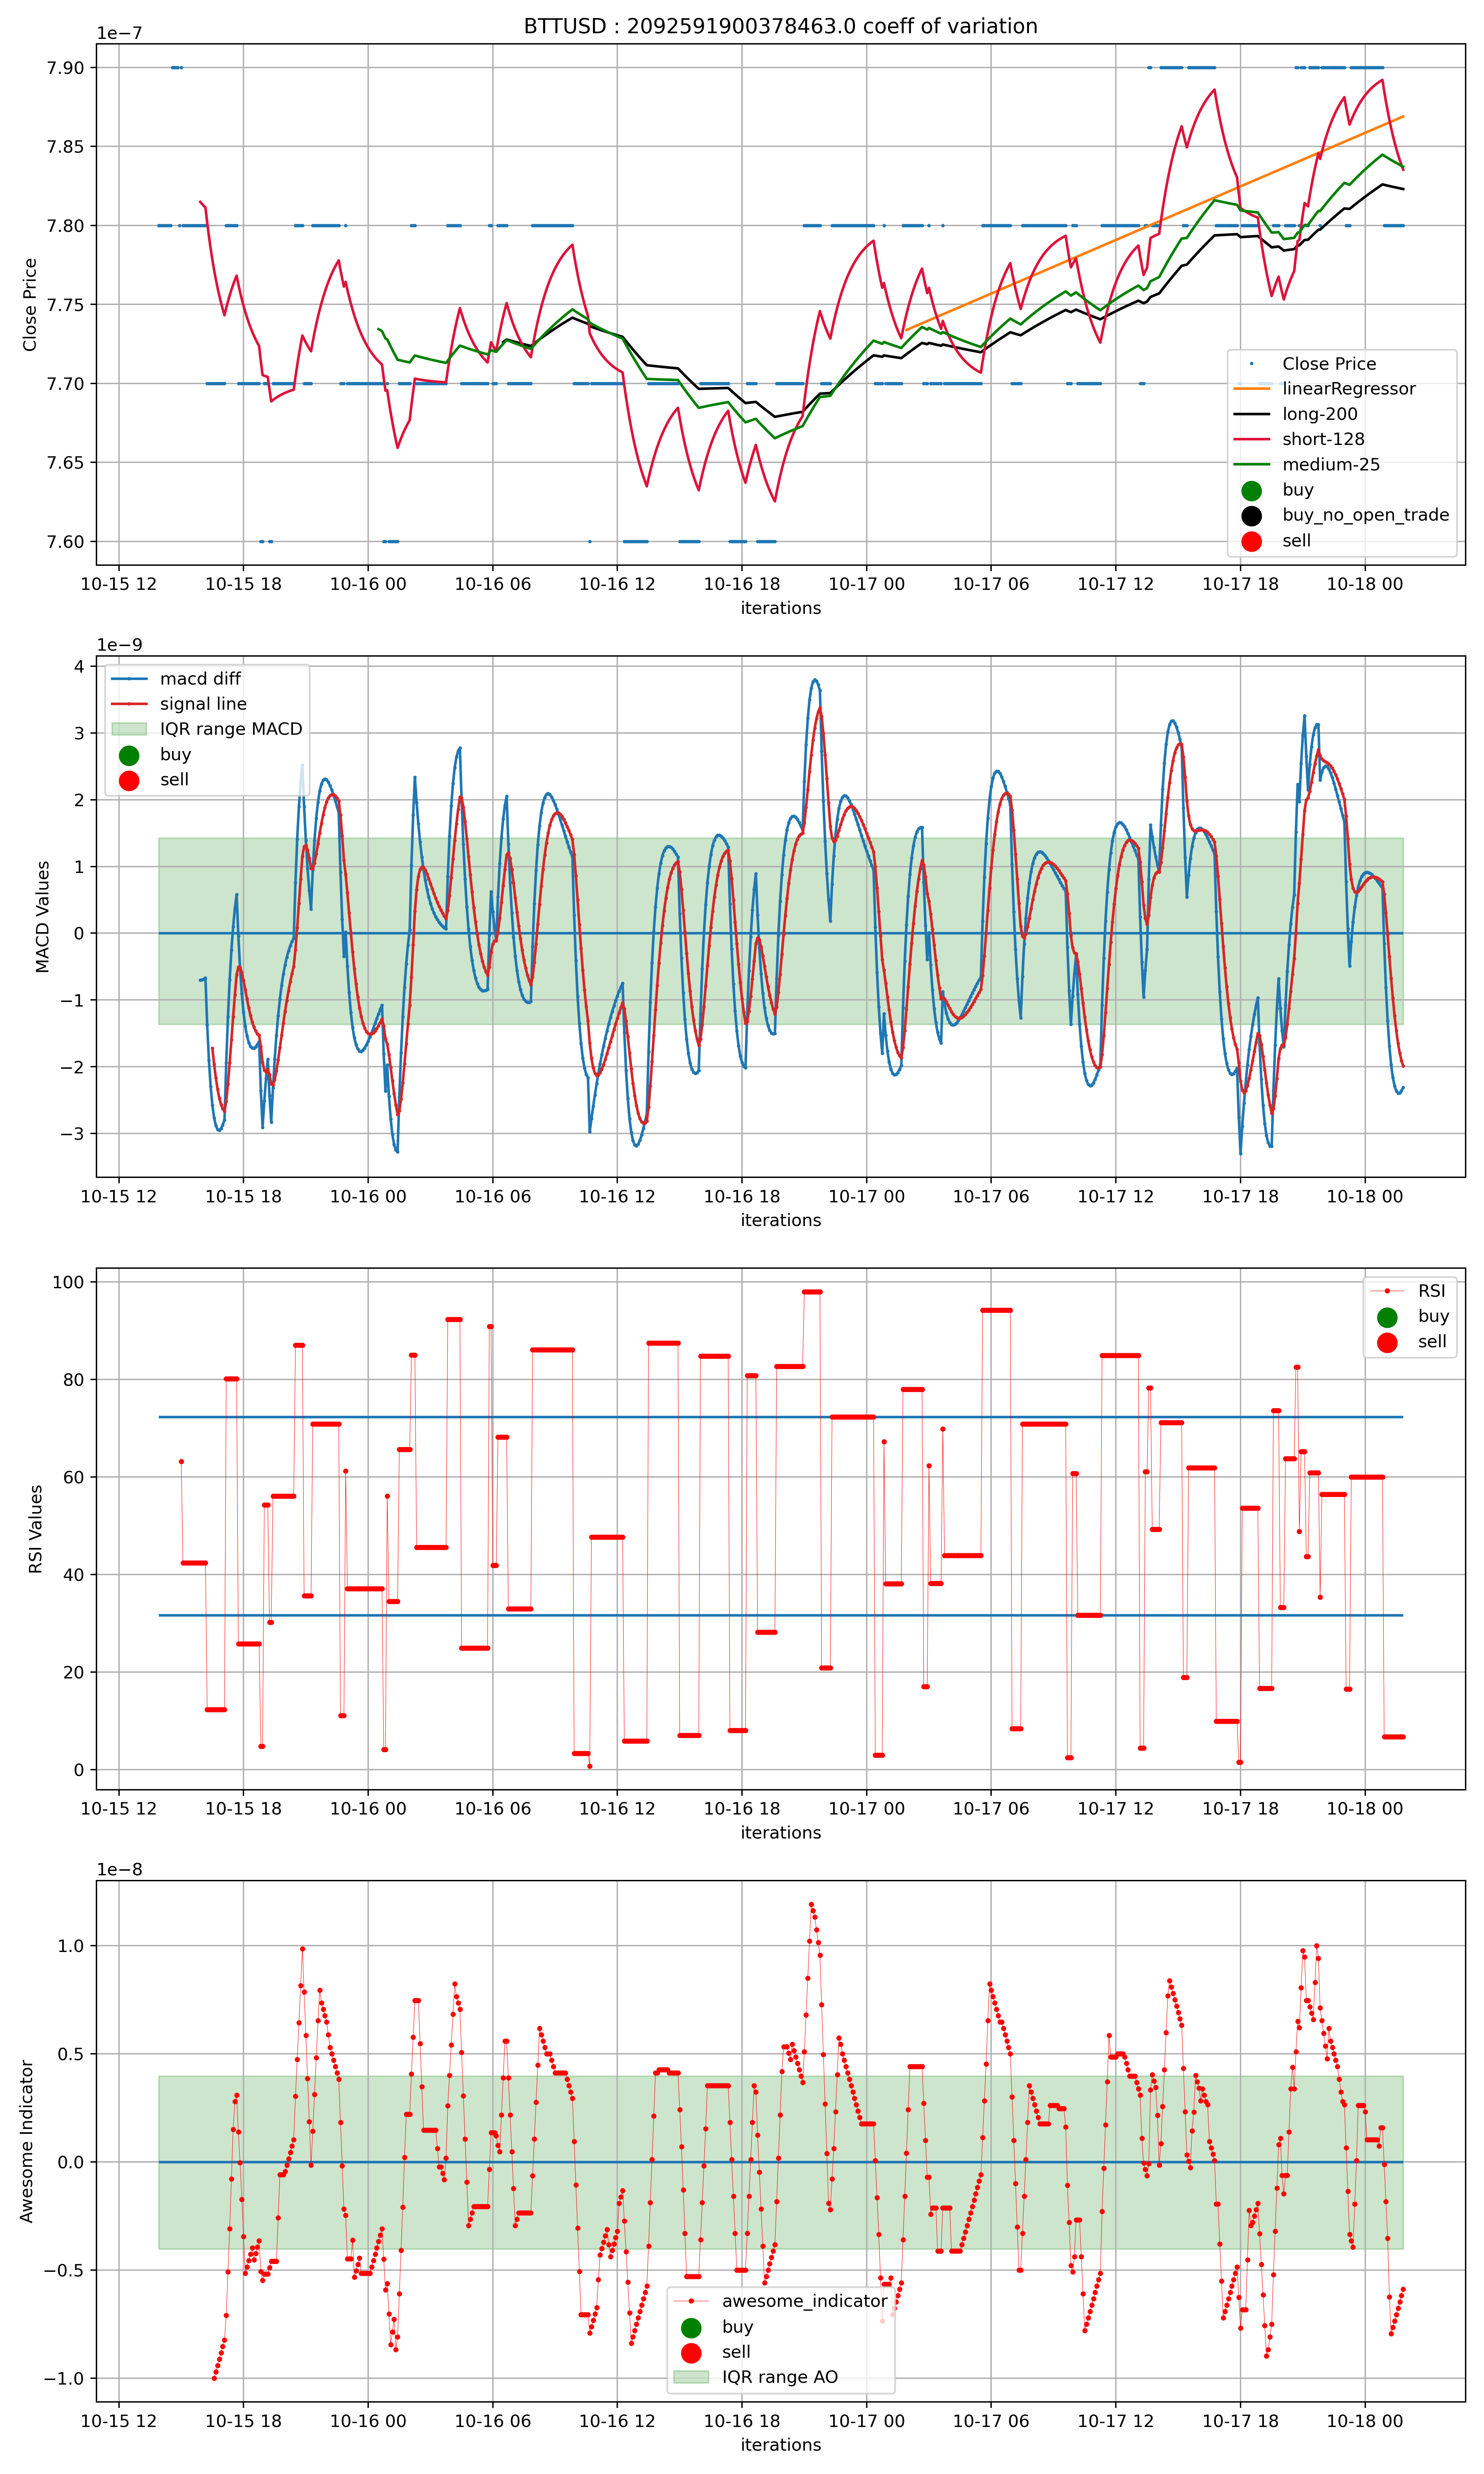 BTTUSD : 2092591900378463.0 coeff of variation
1e−7
7.90
7.85
7.80
7.75
7.70
7.65
7.60
Close Price
Close Price
linearRegressor
long-200
short-128
medium-25
buy
buy_no_open_trade
sell
10-15 12 10-15 18 10-16 00 10-16 06 10-16 12 10-16 18 10-17 00 10-17 06 10-17 12 10-17 18 10-18 00
iterations
1e−9
4
3
2
1
0
−1
−2
−3
MACD Values
macd diff
signal line
IQR range MACD
buy
sell
10-15 12 10-15 18 10-16 00 10-16 06 10-16 12 10-16 18 10-17 00 10-17 06 10-17 12 10-17 18 10-18 00
iterations
100
80
60
40
20
0
RSI Values
RSI
buy
sell
10-15 12 10-15 18 10-16 00 10-16 06 10-16 12 10-16 18 10-17 00 10-17 06 10-17 12 10-17 18 10-18 00
iterations
1e−8
1.0
0.5
0.0
−0.5
−1.0
Awesome Indicator
awesome_indicator
buy
sell
IQR range AO
10-15 12 10-15 18 10-16 00 10-16 06 10-16 12 10-16 18 10-17 00 10-17 06 10-17 12 10-17 18 10-18 00
iterations